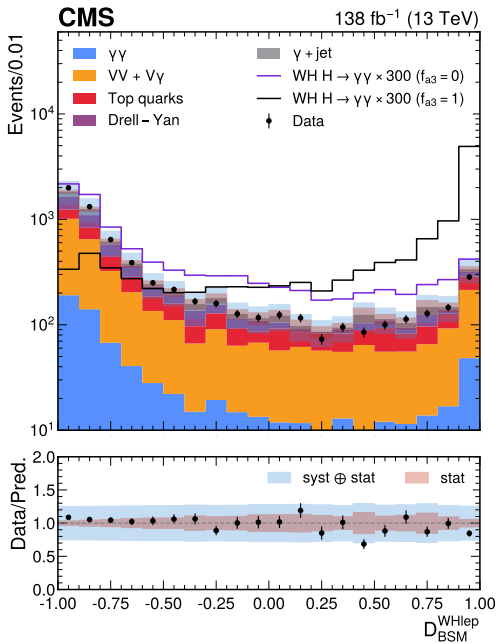 CMS 138 fb⁻¹ (13 TeV)
Events/0.01
γγ
VV + Vγ
Top quarks
Drell – Yan
γ + jet
WH H → γγ × 300 (f_a3 = 0)
WH H → γγ × 300 (f_a3 = 1)
Data
10⁴
10³
10²
10¹
Data/Pred.
2.0
1.5
1.0
0.5
0.0
syst ⊕ stat
stat
-1.00 -0.75 -0.50 -0.25 0.00 0.25 0.50 0.75 1.00
D_BSM^WHlep